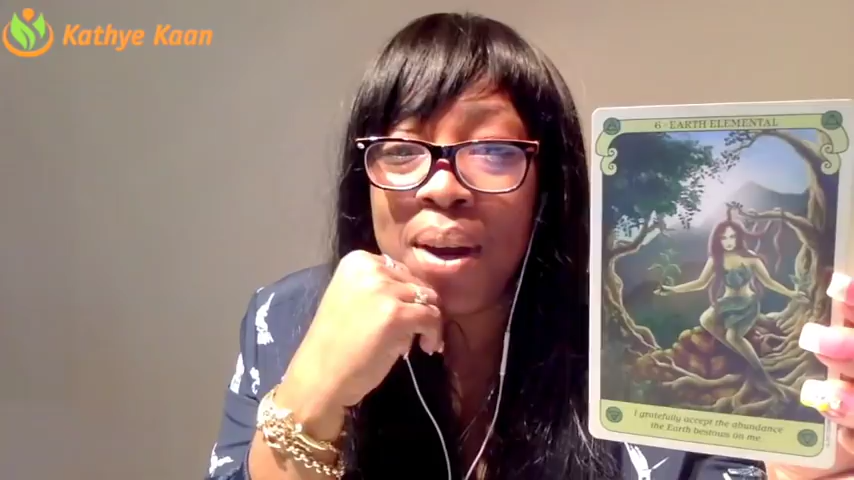 Kathye Kaan
6 - EARTH ELEMENTAL
I gratefully accept the abundance
the Earth bestows on me.